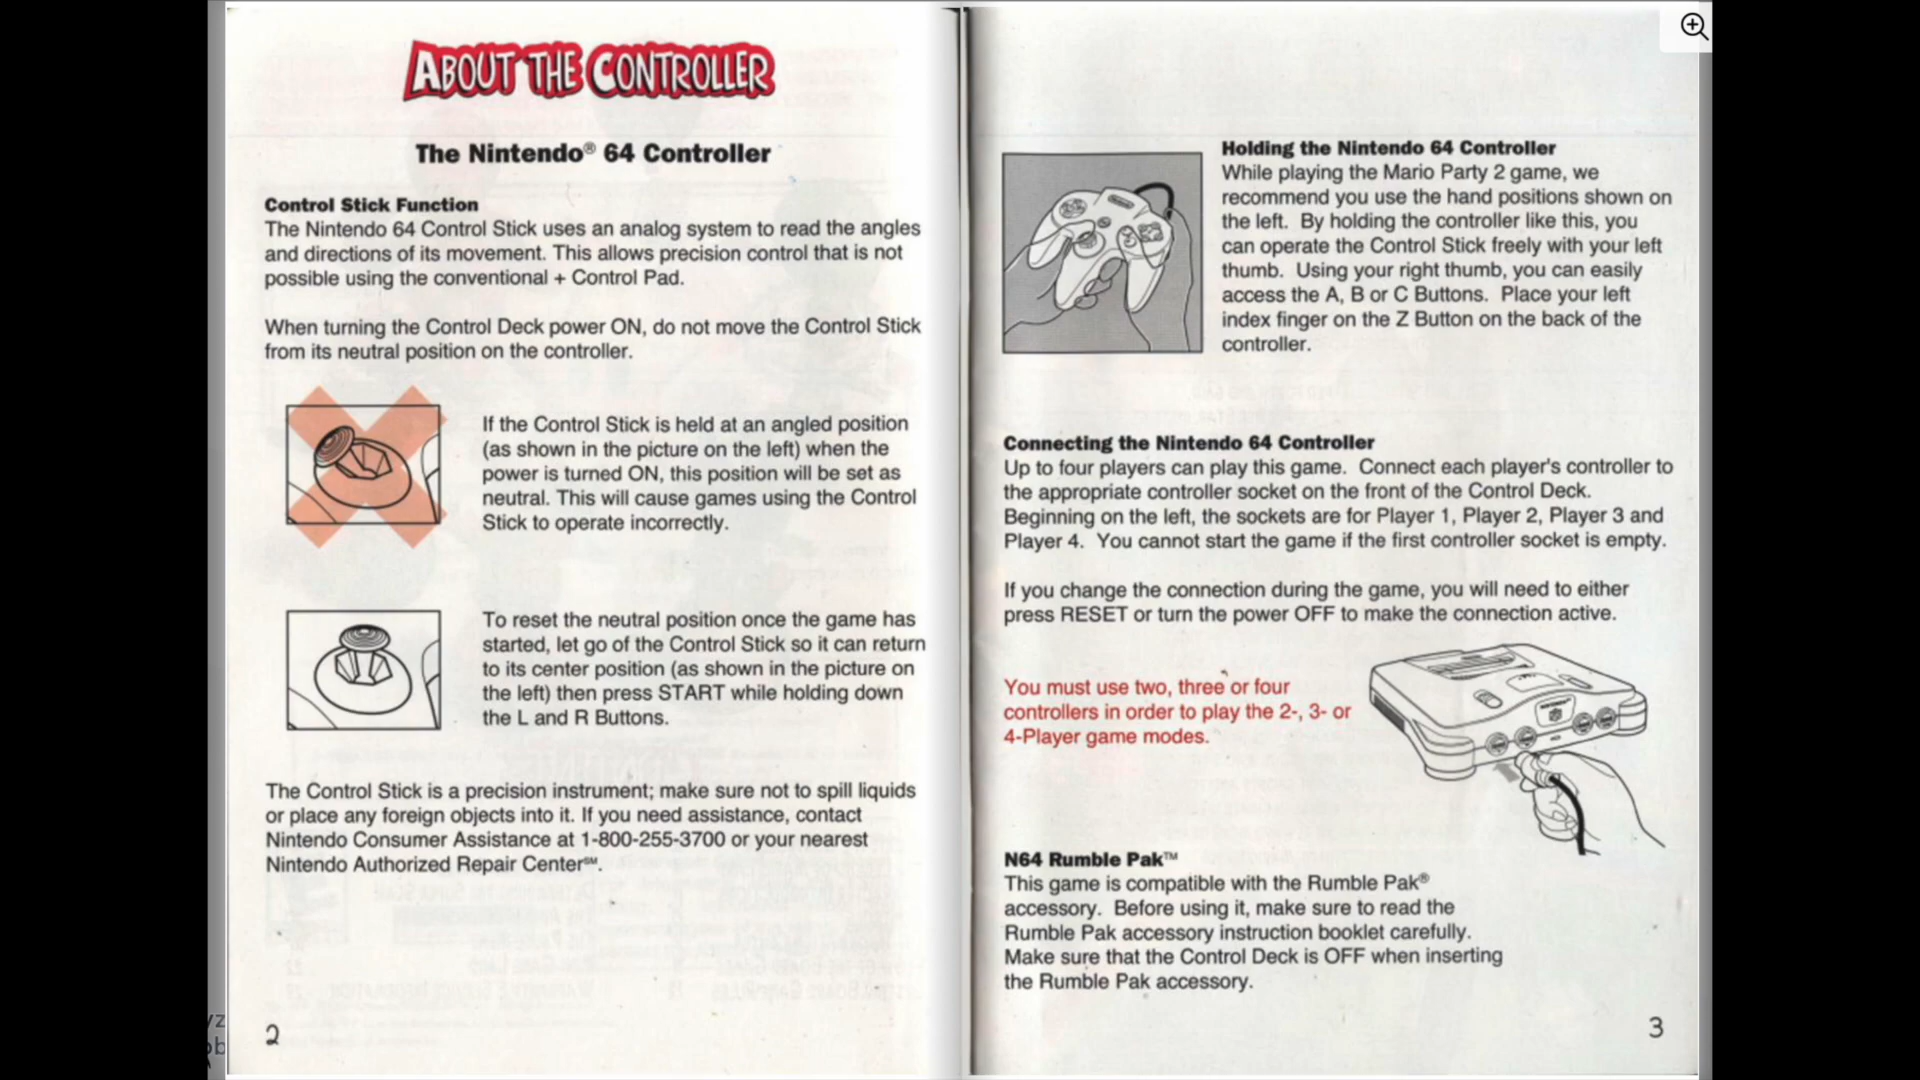 ABOUT THE CONTROLLER
The Nintendo® 64 Controller
Control Stick Function
The Nintendo 64 Control Stick uses an analog system to read the angles
and directions of its movement. This allows precision control that is not
possible using the conventional + Control Pad.
When turning the Control Deck power ON, do not move the Control Stick
from its neutral position on the controller.
If the Control Stick is held at an angled position
(as shown in the picture on the left) when the
power is turned ON, this position will be set as
neutral. This will cause games using the Control
Stick to operate incorrectly.
To reset the neutral position once the game has
started, let go of the Control Stick so it can return
to its center position (as shown in the picture on
the left) then press START while holding down
the L and R Buttons.
The Control Stick is a precision instrument; make sure not to spill liquids
or place any foreign objects into it. If you need assistance, contact
Nintendo Consumer Assistance at 1-800-255-3700 or your nearest
Nintendo Authorized Repair Center℠.
2
Holding the Nintendo 64 Controller
While playing the Mario Party 2 game, we
recommend you use the hand positions shown on
the left. By holding the controller like this, you
can operate the Control Stick freely with your left
thumb. Using your right thumb, you can easily
access the A, B or C Buttons. Place your left
index finger on the Z Button on the back of the
controller.
Connecting the Nintendo 64 Controller
Up to four players can play this game. Connect each player's controller to
the appropriate controller socket on the front of the Control Deck.
Beginning on the left, the sockets are for Player 1, Player 2, Player 3 and
Player 4. You cannot start the game if the first controller socket is empty.
If you change the connection during the game, you will need to either
press RESET or turn the power OFF to make the connection active.
You must use two, three or four
controllers in order to play the 2-, 3- or
4-Player game modes.
N64 Rumble Pak™
This game is compatible with the Rumble Pak®
accessory. Before using it, make sure to read the
Rumble Pak accessory instruction booklet carefully.
Make sure that the Control Deck is OFF when inserting
the Rumble Pak accessory.
3